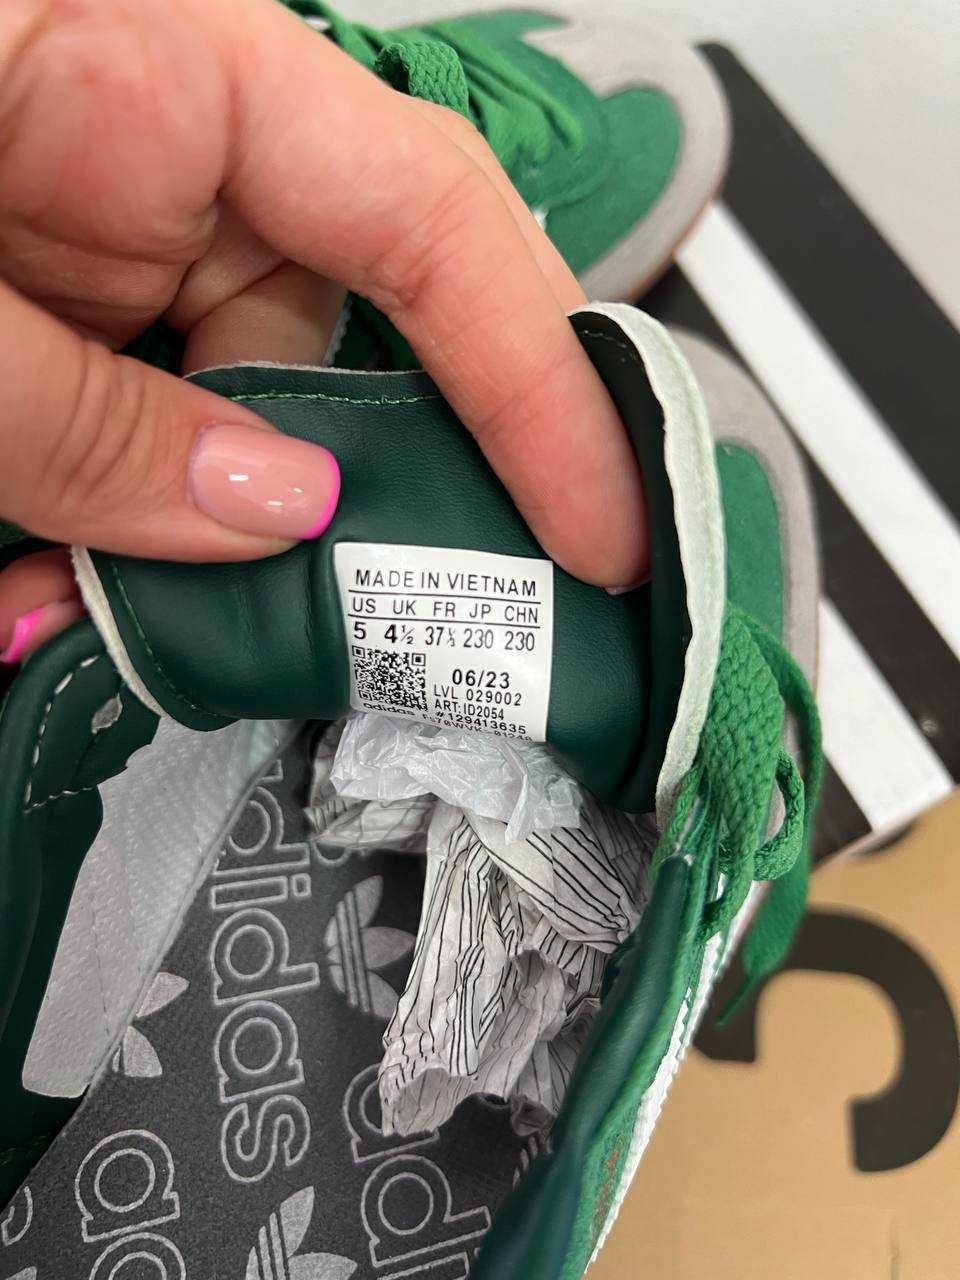 MADE IN VIETNAM
US UK FR JP CHN
5 4½ 37⅓ 230 230
06/23
LVL 029002
ART: ID2054
adidas #129413635
adidas
adidas